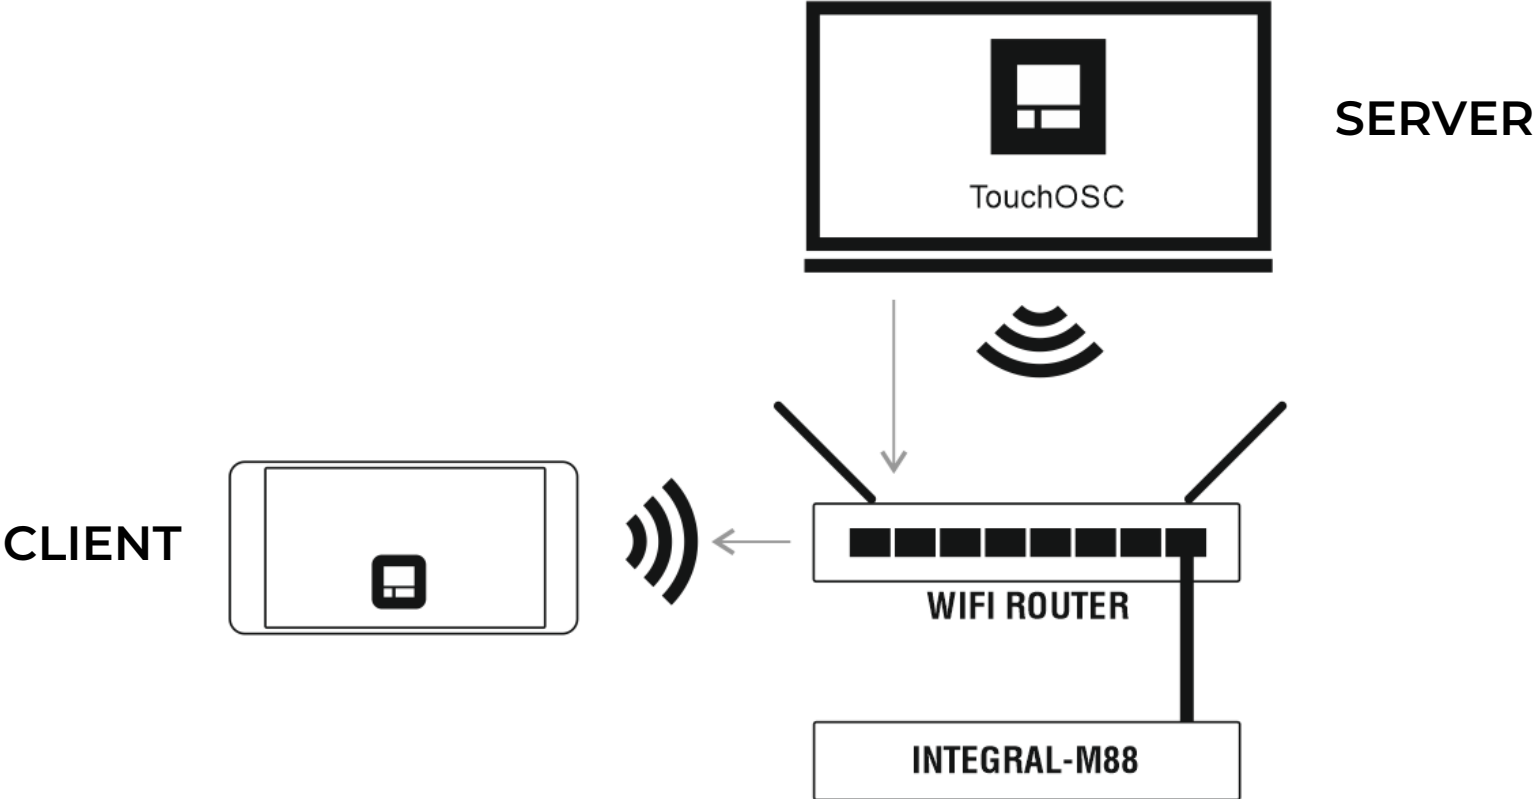 SERVER
TouchOSC
CLIENT
WIFI ROUTER
INTEGRAL-M88